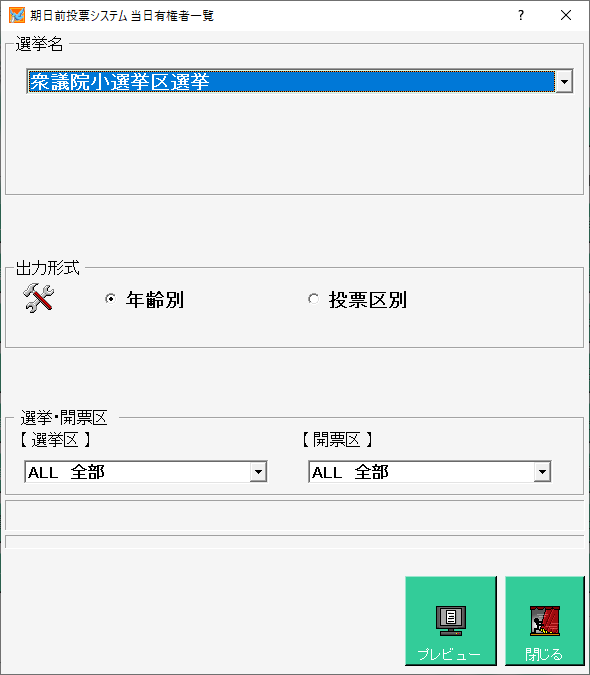 期日前投票システム 当日有権者一覧
選挙名
衆議院小選挙区選挙
出力形式
年齢別 投票区別
選挙・開票区
【 選挙区 】 【 開票区 】
ALL 全部 ALL 全部
プレビュー 閉じる